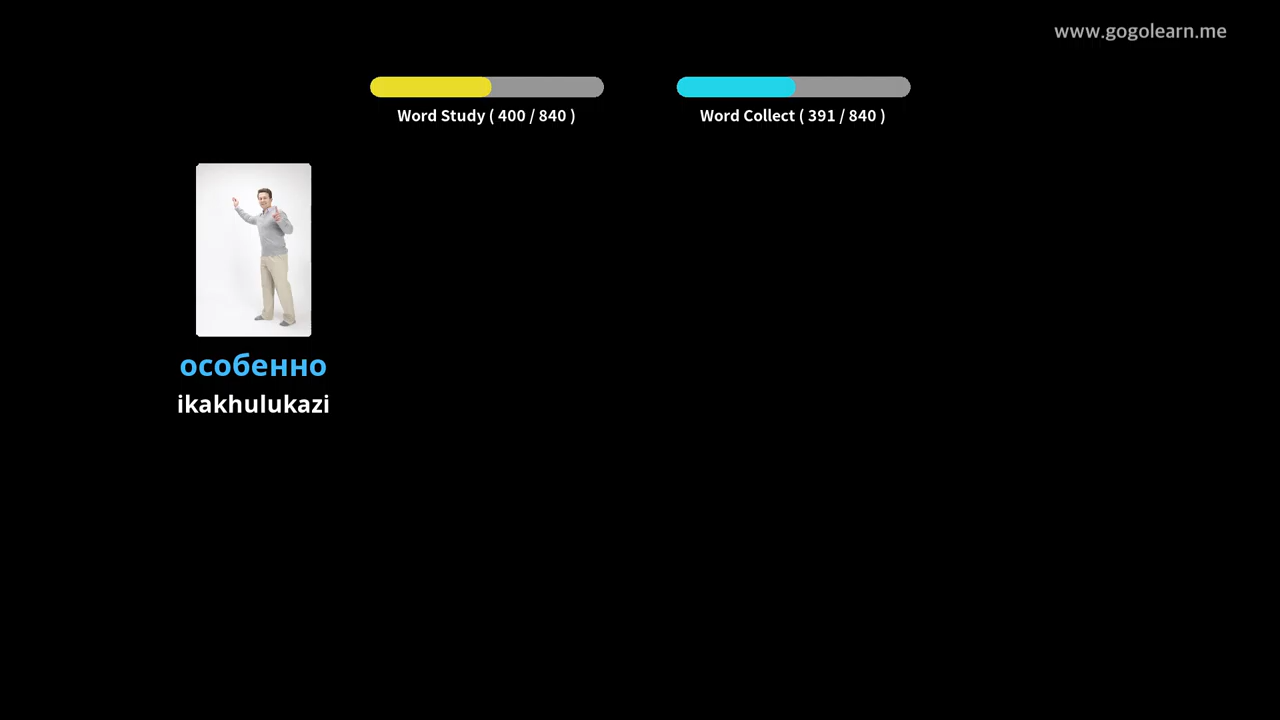 www.gogolearn.me
Word Study ( 400 / 840 )
Word Collect ( 391 / 840 )
особенно
ikakhulukazi